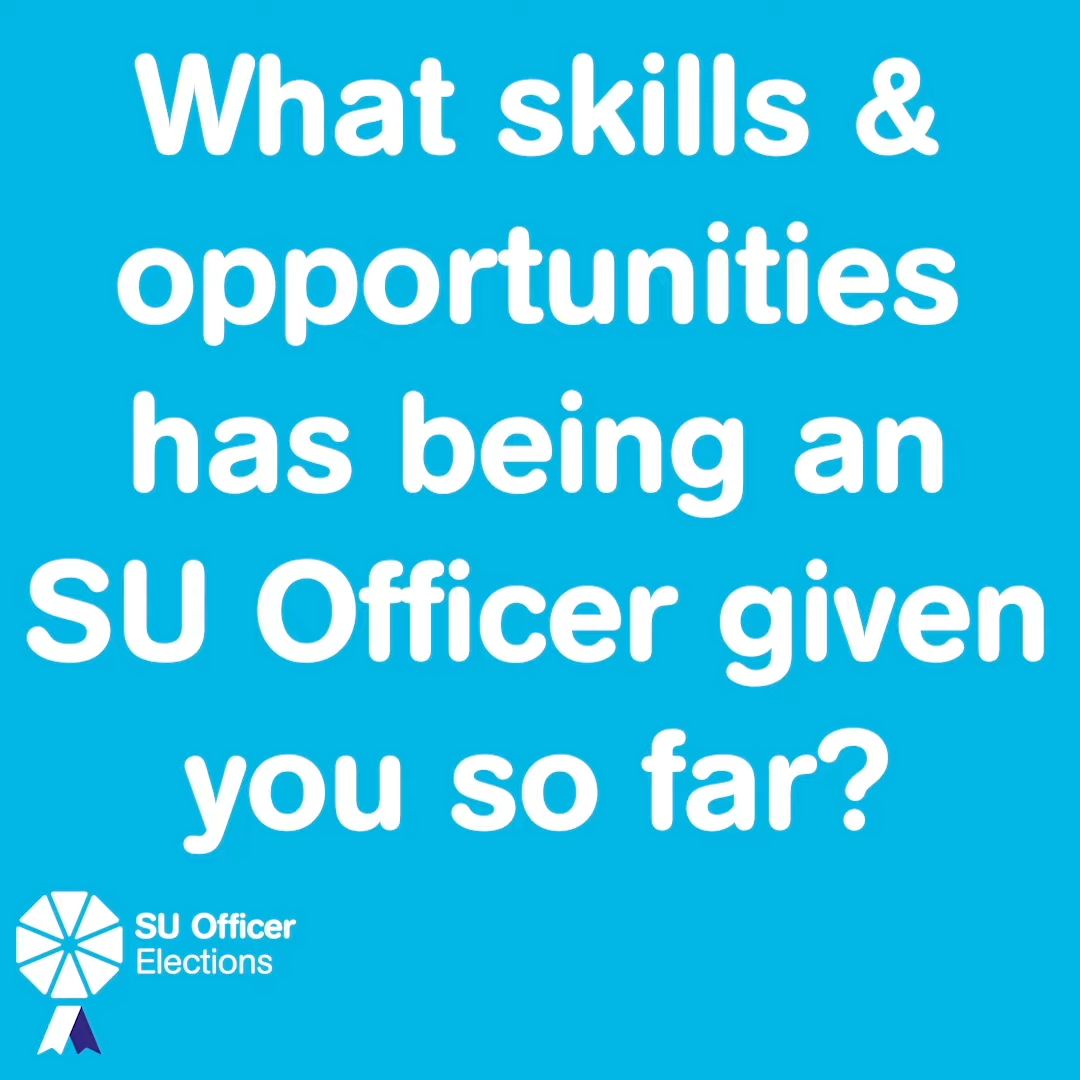 What skills &
opportunities
has being an
SU Officer given
you so far?
SU Officer
Elections